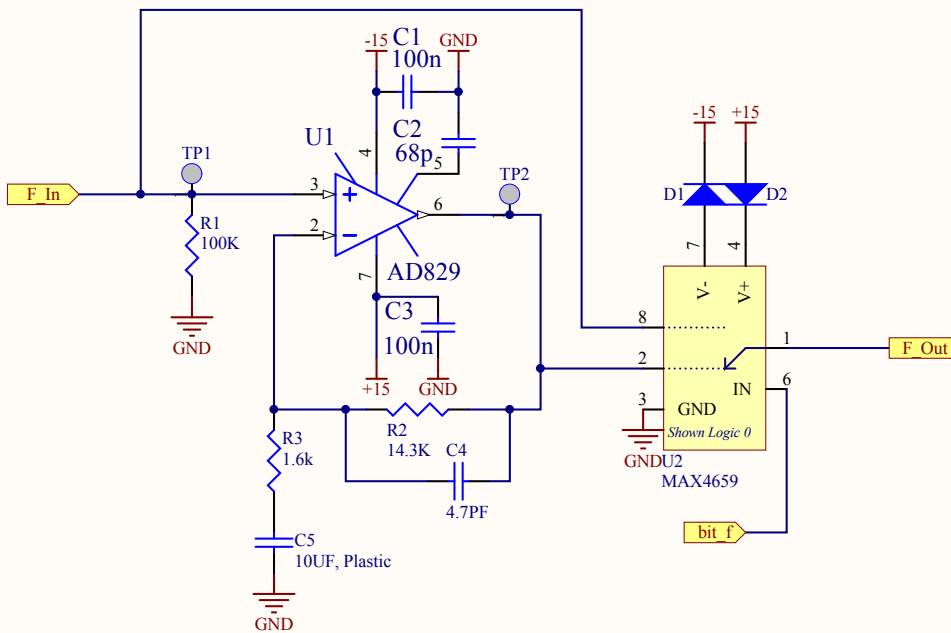 -15
C1
100n
GND
C2
68p
5
4
U1
TP1
F_In
3
2
6
TP2
AD829
7
R1
100K
GND
C3
100n
+15
GND
R2
14.3K
C4
4.7PF
R3
1.6k
C5
10UF, Plastic
GND
-15
+15
D1
D2
7
4
V-
V+
8
2
1
F_Out
6
IN
3
GND
Shown Logic 0
GND
U2
MAX4659
bit_f